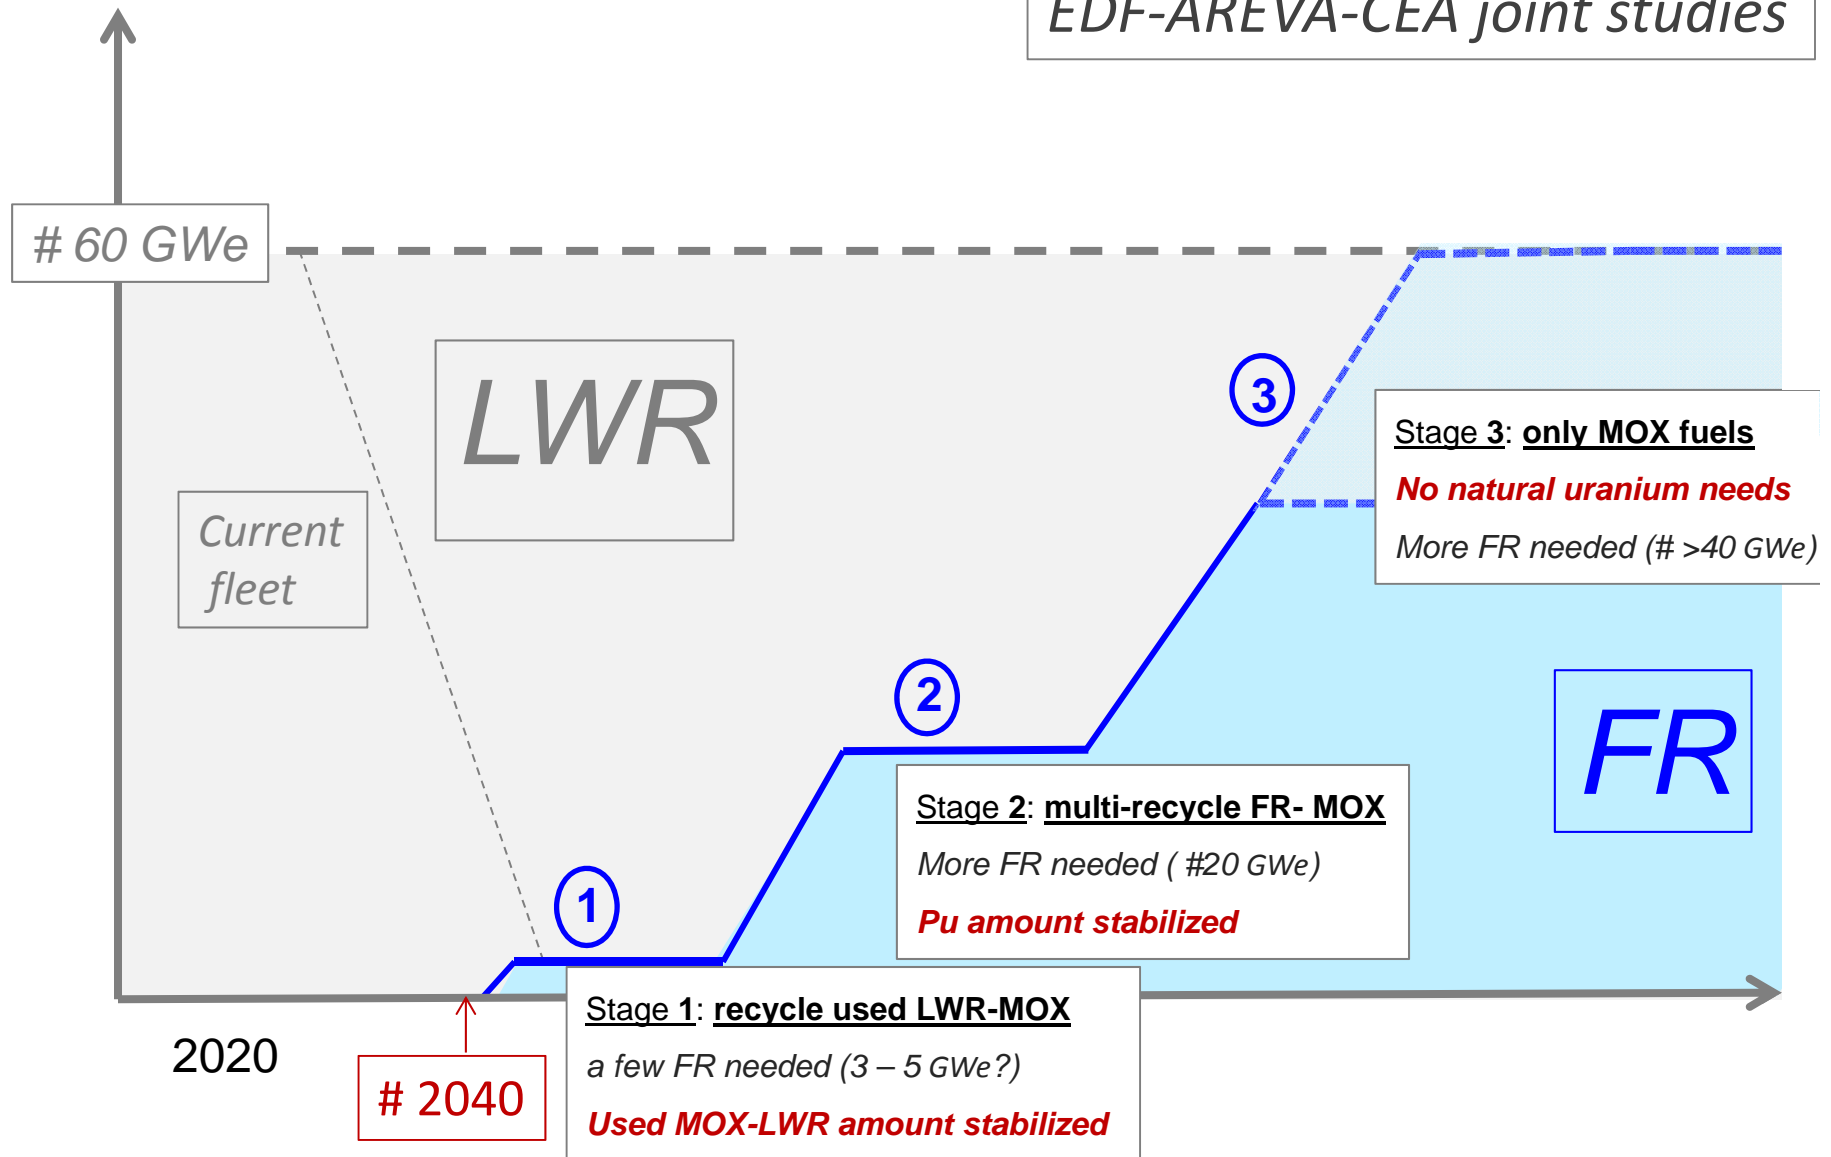 EDF-AREVA-CEA joint studies
# 60 GWe
LWR
3
Stage 3: only MOX fuels
No natural uranium needs
More FR needed (# >40 GWe)
Current
fleet
2
FR
Stage 2: multi-recycle FR- MOX
More FR needed ( #20 GWe)
Pu amount stabilized
1
Stage 1: recycle used LWR-MOX
a few FR needed (3 – 5 GWe?)
Used MOX-LWR amount stabilized
2020
# 2040